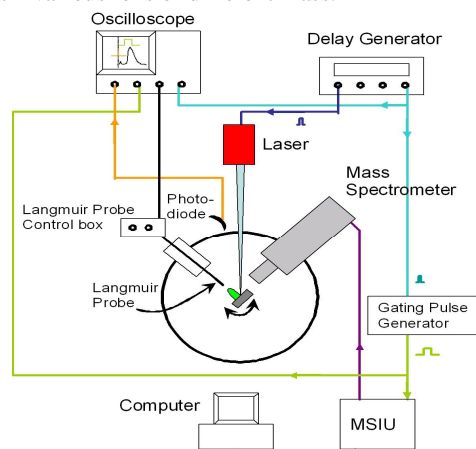 Oscilloscope
Delay Generator
Laser
Mass
Spectrometer
Photo-
diode
Langmuir Probe
Control box
Langmuir
Probe
Gating Pulse
Generator
Computer
MSIU